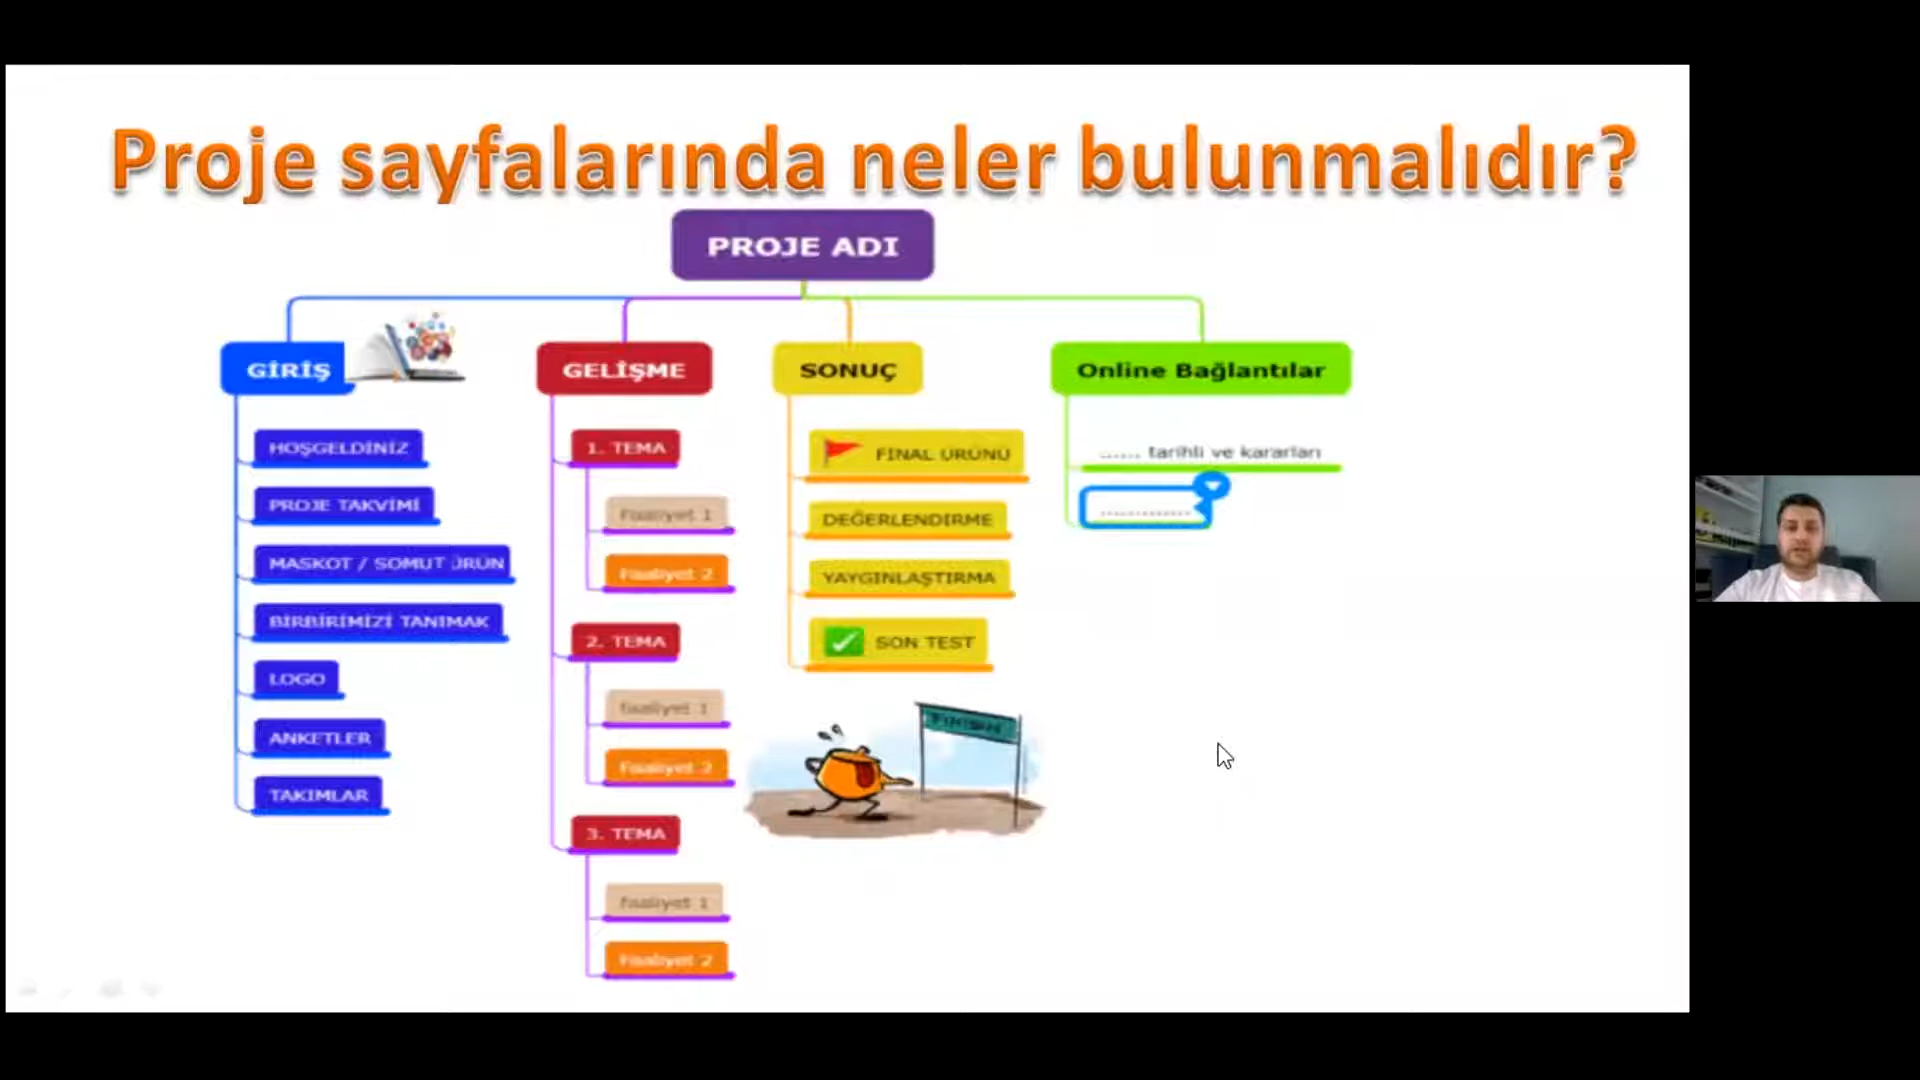 Proje sayfalarında neler bulunmalıdır?
PROJE ADI
GİRİŞ
HOŞGELDİNİZ
PROJE TAKVİMİ
MASKOT / SOMUT ÜRÜN
BİRBİRİMİZİ TANIMAK
LOGO
ANKETLER
TAKIMLAR
GELİŞME
1. TEMA
Faaliyet 1
Faaliyet 2
2. TEMA
faaliyet 1
Faaliyet 2
3. TEMA
faaliyet 1
Faaliyet 2
SONUÇ
FİNAL ÜRÜNÜ
DEĞERLENDİRME
YAYGINLAŞTIRMA
SON TEST
FINISH
Online Bağlantılar
...... tarihli ve kararları
..............